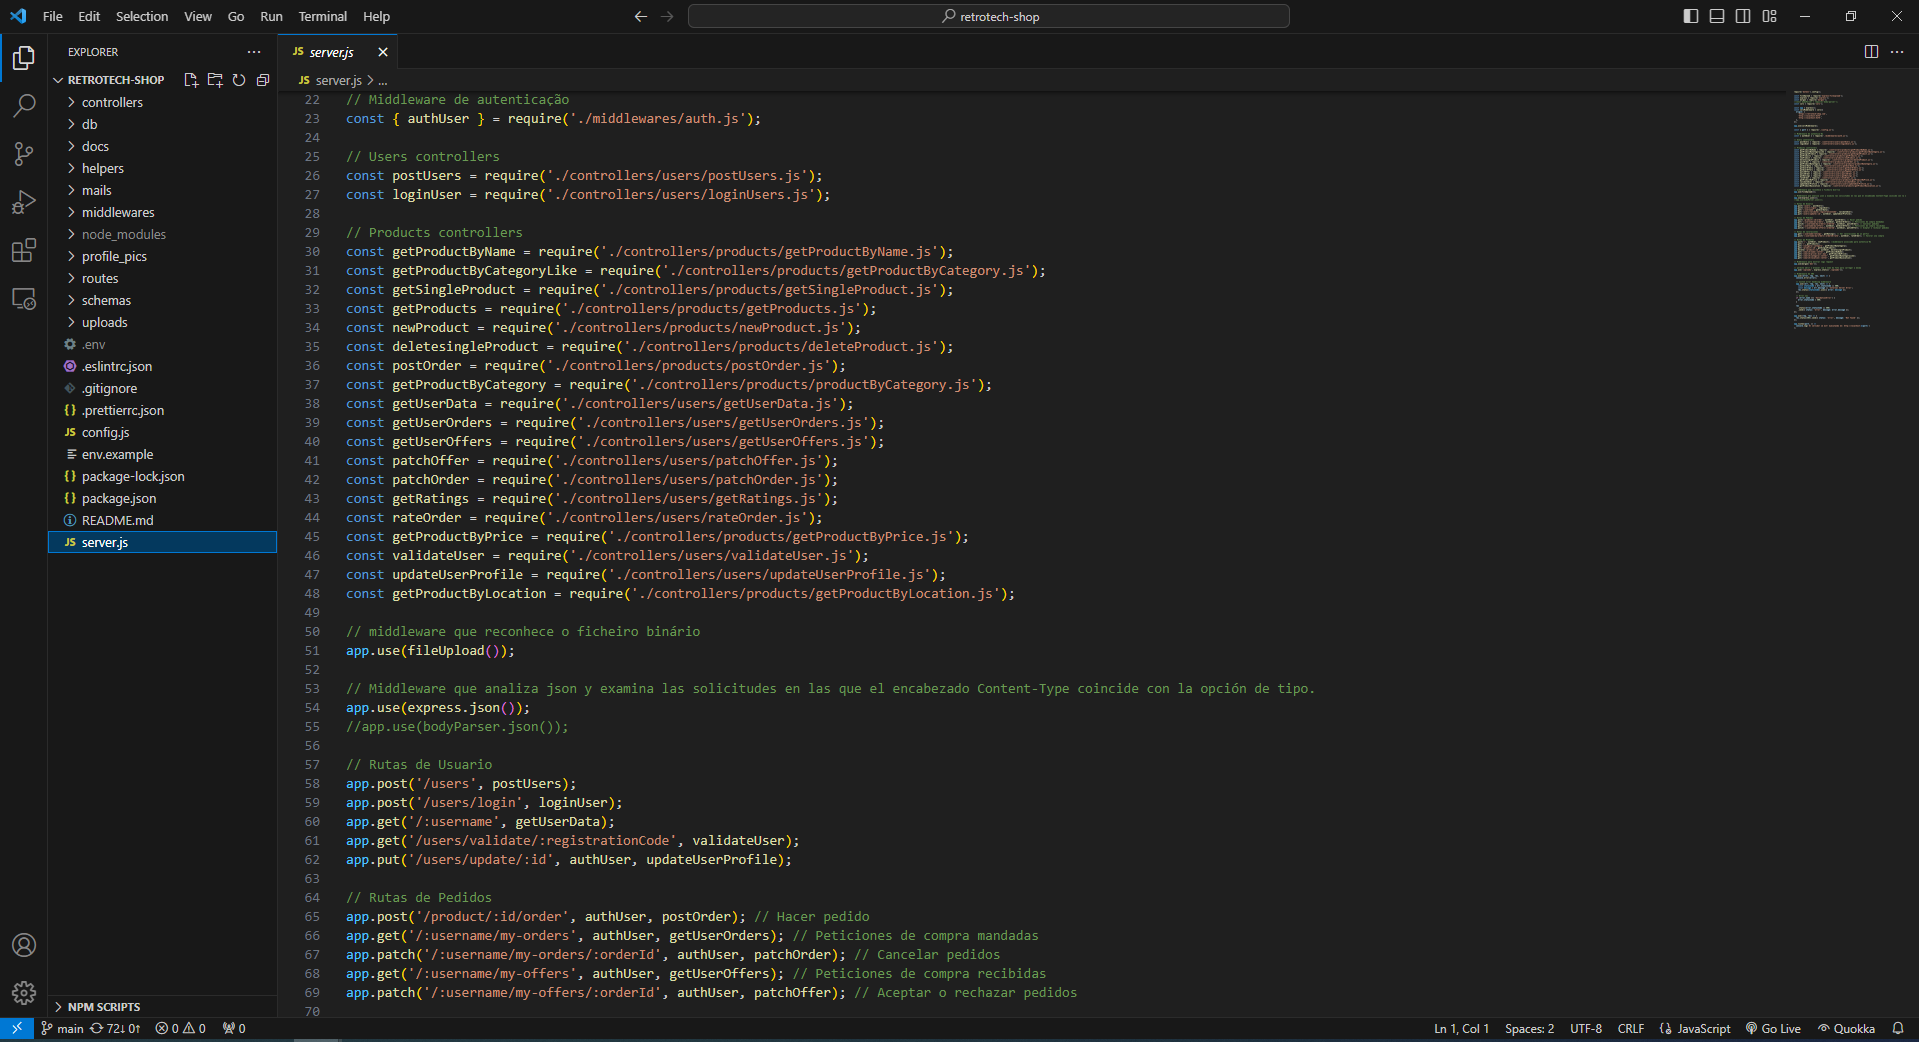 File Edit Selection View Go Run Terminal Help
retrotech-shop
EXPLORER
RETROTECH-SHOP
controllers
db
docs
helpers
mails
middlewares
node_modules
profile_pics
routes
schemas
uploads
.env
.eslintrc.json
.gitignore
{} .prettierrc.json
JS config.js
env.example
{} package-lock.json
{} package.json
README.md
JS server.js
NPM SCRIPTS
JS server.js
JS server.js > ...
22 // Middleware de autenticação
23 const { authUser } = require('./middlewares/auth.js');
24
25 // Users controllers
26 const postUsers = require('./controllers/users/postUsers.js');
27 const loginUser = require('./controllers/users/loginUsers.js');
28
29 // Products controllers
30 const getProductByName = require('./controllers/products/getProductByName.js');
31 const getProductByCategoryLike = require('./controllers/products/getProductByCategory.js');
32 const getSingleProduct = require('./controllers/products/getSingleProduct.js');
33 const getProducts = require('./controllers/products/getProducts.js');
34 const newProduct = require('./controllers/products/newProduct.js');
35 const deletesingleProduct = require('./controllers/products/deleteProduct.js');
36 const postOrder = require('./controllers/products/postOrder.js');
37 const getProductByCategory = require('./controllers/products/productByCategory.js');
38 const getUserData = require('./controllers/users/getUserData.js');
39 const getUserOrders = require('./controllers/users/getUserOrders.js');
40 const getUserOffers = require('./controllers/users/getUserOffers.js');
41 const patchOffer = require('./controllers/users/patchOffer.js');
42 const patchOrder = require('./controllers/users/patchOrder.js');
43 const getRatings = require('./controllers/users/getRatings.js');
44 const rateOrder = require('./controllers/users/rateOrder.js');
45 const getProductByPrice = require('./controllers/products/getProductByPrice.js');
46 const validateUser = require('./controllers/users/validateUser.js');
47 const updateUserProfile = require('./controllers/users/updateUserProfile.js');
48 const getProductByLocation = require('./controllers/products/getProductByLocation.js');
49
50 // middleware que reconhece o ficheiro binário
51 app.use(fileUpload());
52
53 // Middleware que analiza json y examina las solicitudes en las que el encabezado Content-Type coincide con la opción de tipo.
54 app.use(express.json());
55 //app.use(bodyParser.json());
56
57 // Rutas de Usuario
58 app.post('/users', postUsers);
59 app.post('/users/login', loginUser);
60 app.get('/:username', getUserData);
61 app.get('/users/validate/:registrationCode', validateUser);
62 app.put('/users/update/:id', authUser, updateUserProfile);
63
64 // Rutas de Pedidos
65 app.post('/product/:id/order', authUser, postOrder); // Hacer pedido
66 app.get('/:username/my-orders', authUser, getUserOrders); // Peticiones de compra mandadas
67 app.patch('/:username/my-orders/:orderId', authUser, patchOrder); // Cancelar pedidos
68 app.get('/:username/my-offers', authUser, getUserOffers); // Peticiones de compra recibidas
69 app.patch('/:username/my-offers/:orderId', authUser, patchOffer); // Aceptar o rechazar pedidos
70
main 72↓ 0↑ 0 0 0
Ln 1, Col 1 Spaces: 2 UTF-8 CRLF {} JavaScript Go Live Quokka